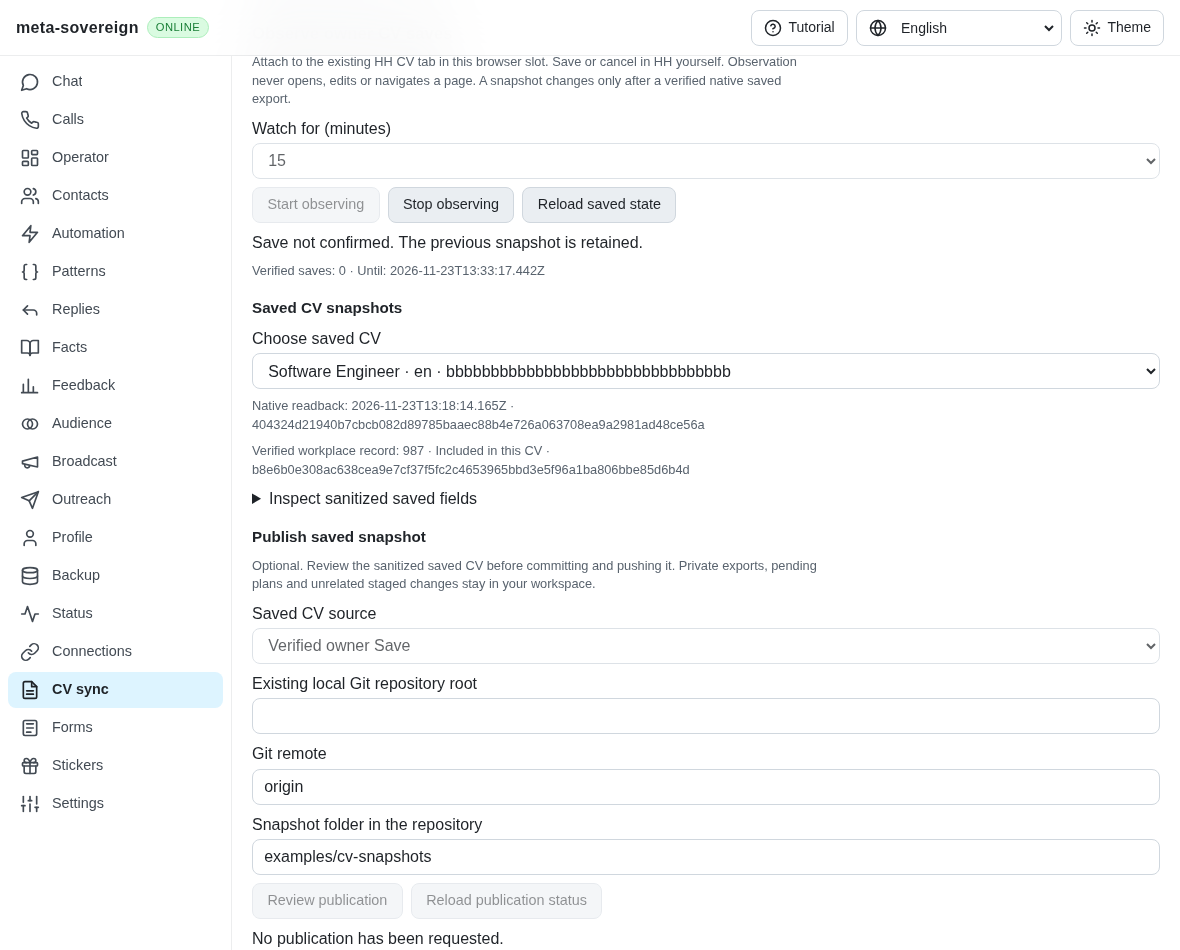 meta-sovereign ONLINE Tutorial English Theme
Chat
Calls
Operator
Contacts
Automation
Patterns
Replies
Facts
Feedback
Audience
Broadcast
Outreach
Profile
Backup
Status
Connections
CV sync
Forms
Stickers
Settings
Attach to the existing HH CV tab in this browser slot. Save or cancel in HH yourself. Observation
never opens, edits or navigates a page. A snapshot changes only after a verified native saved
export.
Watch for (minutes)
15
Start observing Stop observing Reload saved state
Save not confirmed. The previous snapshot is retained.
Verified saves: 0 · Until: 2026-11-23T13:33:17.442Z
Saved CV snapshots
Choose saved CV
Software Engineer · en · bbbbbbbbbbbbbbbbbbbbbbbbbbbbbbbb
Native readback: 2026-11-23T13:18:14.165Z ·
404324d21940b7cbcb082d89785baaec88b4e726a063708ea9a2981ad48ce56a
Verified workplace record: 987 · Included in this CV ·
b8e6b0e308ac638cea9e7cf37f5fc2c4653965bbd3e5f96a1ba806bbe85d6b4d
Inspect sanitized saved fields
Publish saved snapshot
Optional. Review the sanitized saved CV before committing and pushing it. Private exports, pending
plans and unrelated staged changes stay in your workspace.
Saved CV source
Verified owner Save
Existing local Git repository root
Git remote
origin
Snapshot folder in the repository
examples/cv-snapshots
Review publication Reload publication status
No publication has been requested.